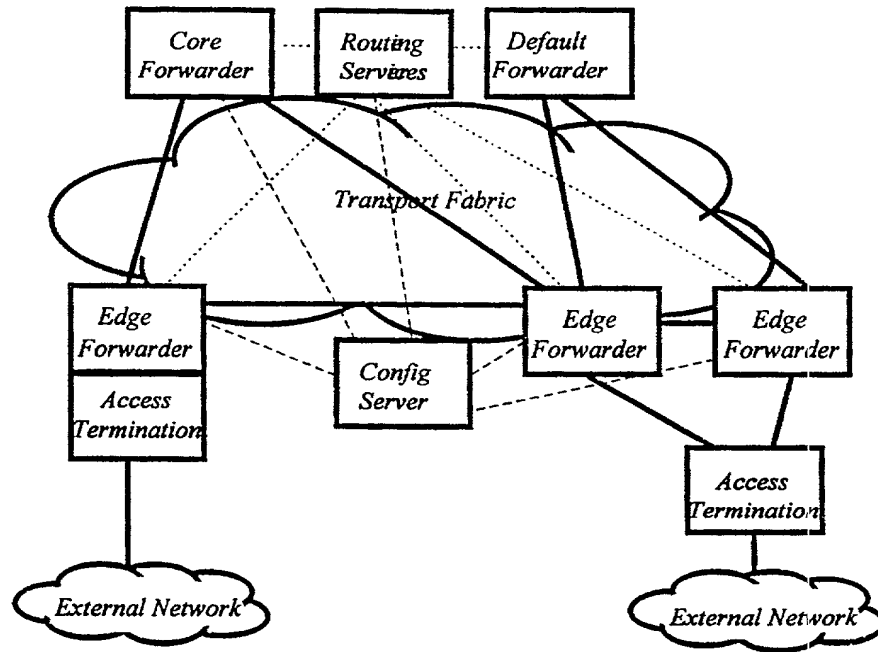 Core
Forwarder
Routing
Services
Default
Forwarder
Transport Fabric
Edge
Forwarder
Edge
Forwarder
Edge
Forwarder
Config
Server
Access
Termination
Access
Termination
External Network
External Network